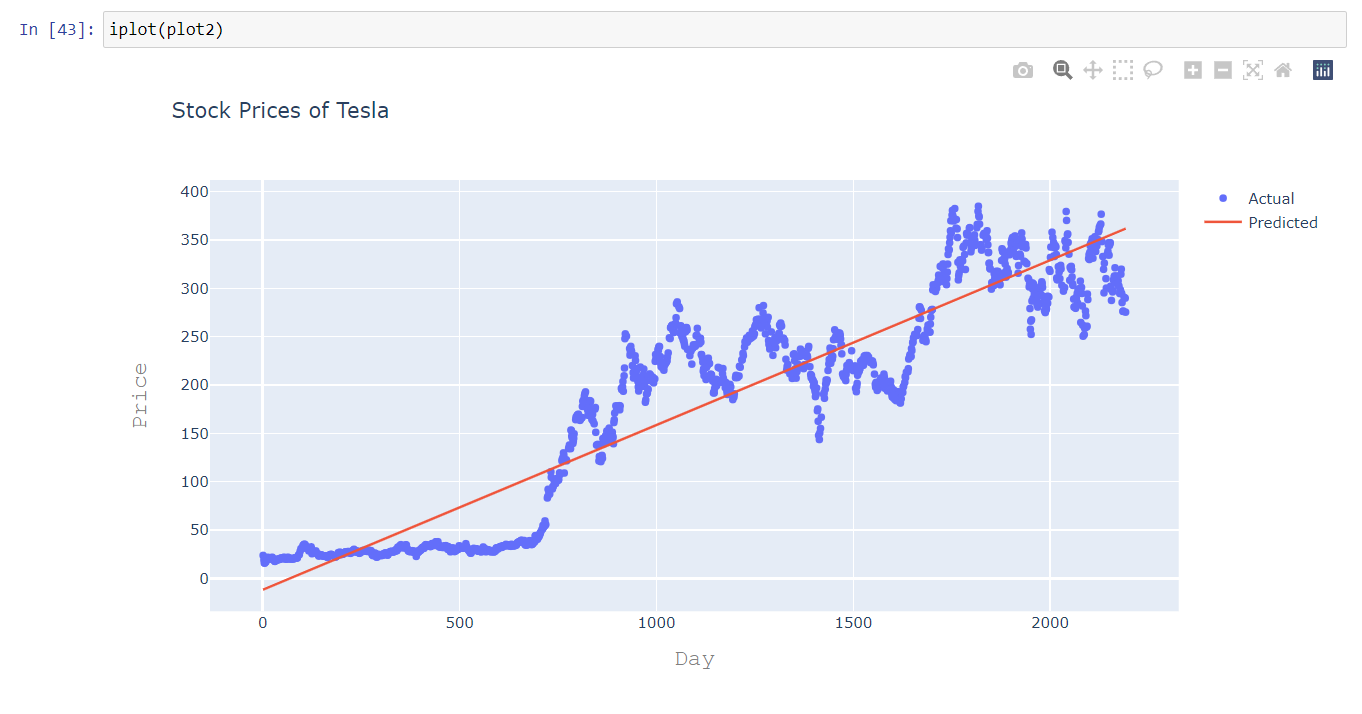 In [43]: iplot(plot2)
Stock Prices of Tesla
400
350
300
250
200
150
100
50
0
Price
0 500 1000 1500 2000
Day
Actual
Predicted